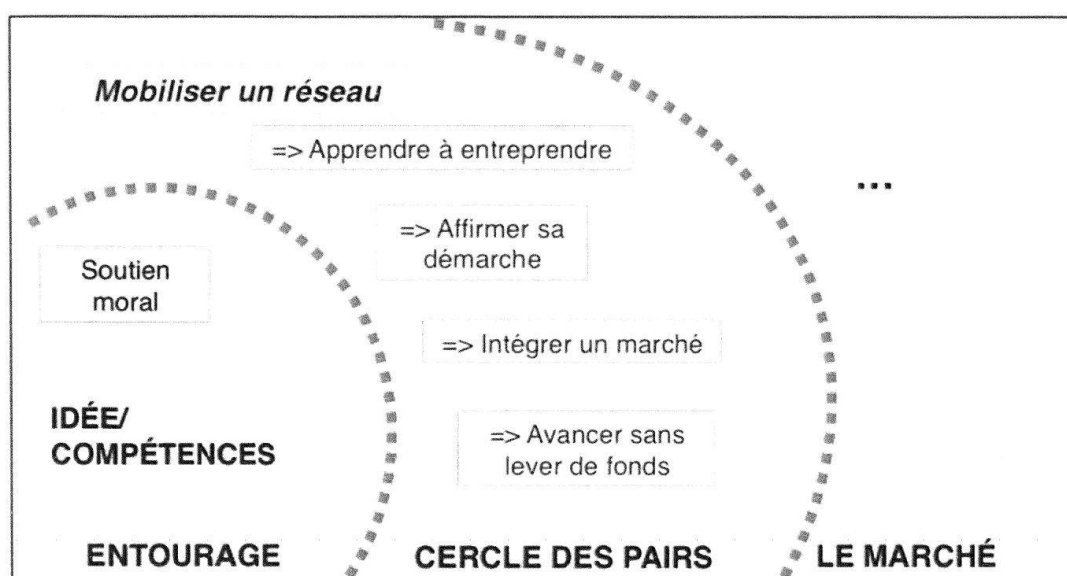 Mobiliser un réseau
=> Apprendre à entreprendre
...
=> Affirmer sa
démarche
Soutien
moral
=> Intégrer un marché
IDÉE/
COMPÉTENCES
=> Avancer sans
lever de fonds
ENTOURAGE
CERCLE DES PAIRS
LE MARCHÉ